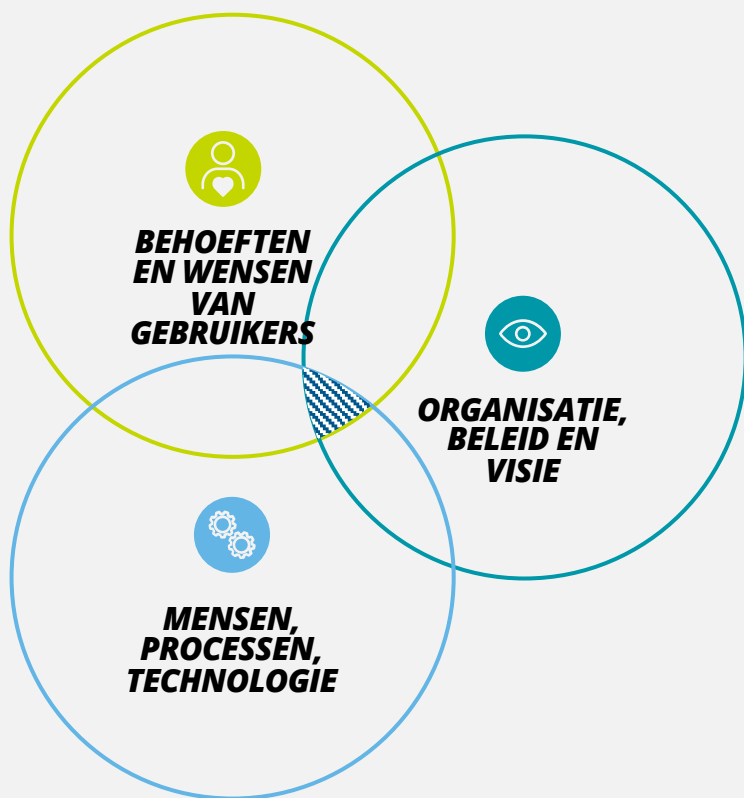 BEHOEFTEN
EN WENSEN
VAN
GEBRUIKERS
ORGANISATIE,
BELEID EN
VISIE
MENSEN,
PROCESSEN,
TECHNOLOGIE